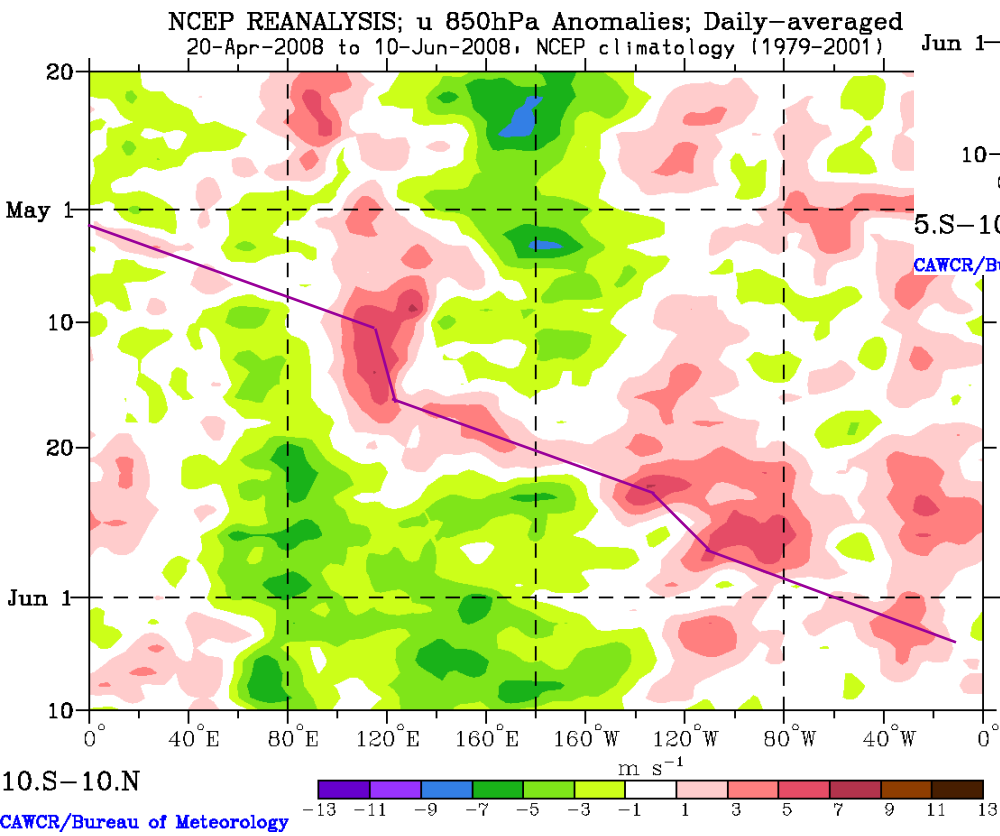 NCEP REANALYSIS; u 850hPa Anomalies; Daily-averaged
20-Apr-2008 to 10-Jun-2008, NCEP climatology (1979-2001)
Jun 1
20
10-
May 1
5.S-10
CAWCR/Bu
10
20
Jun 1
10
0° 40°E 80°E 120°E 160°E 160°W 120°W 80°W 40°W 0°
m s⁻¹
10.S-10.N
-13 -11 -9 -7 -5 -3 -1 1 3 5 7 9 11 13
CAWCR/Bureau of Meteorology